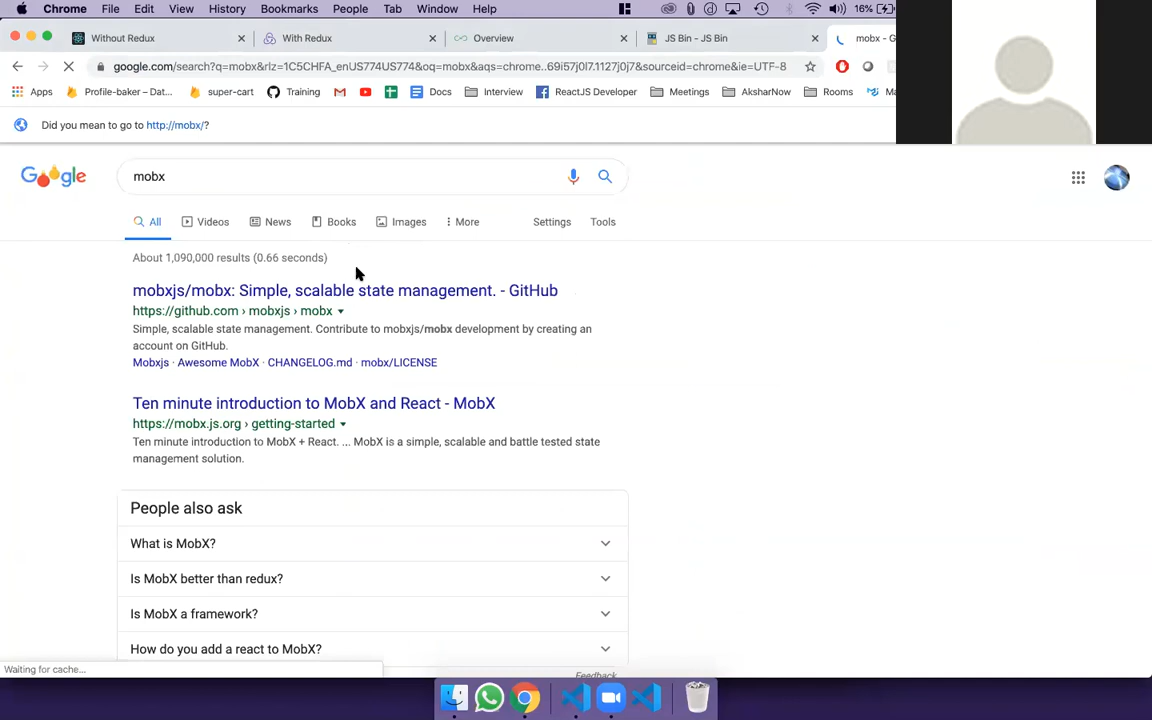 Chrome File Edit View History Bookmarks People Tab Window Help 16%
Without Redux With Redux Overview JS Bin - JS Bin mobx - G
google.com/search?q=mobx&rlz=1C5CHFA_enUS774US774&oq=mobx&aqs=chrome..69i57j0l7.1127j0j7&sourceid=chrome&ie=UTF-8
Apps Profile-baker – Dat... super-cart Training Docs Interview ReactJS Developer Meetings AksharNow Rooms Ma
Did you mean to go to http://mobx/?
Google
mobx
All Videos News Books Images More Settings Tools
About 1,090,000 results (0.66 seconds)
mobxjs/mobx: Simple, scalable state management. - GitHub
https://github.com › mobxjs › mobx
Simple, scalable state management. Contribute to mobxjs/mobx development by creating an
account on GitHub.
Mobxjs · Awesome MobX · CHANGELOG.md · mobx/LICENSE
Ten minute introduction to MobX and React - MobX
https://mobx.js.org › getting-started
Ten minute introduction to MobX + React. ... MobX is a simple, scalable and battle tested state
management solution.
People also ask
What is MobX?
Is MobX better than redux?
Is MobX a framework?
How do you add a react to MobX?
Feedback
Waiting for cache...